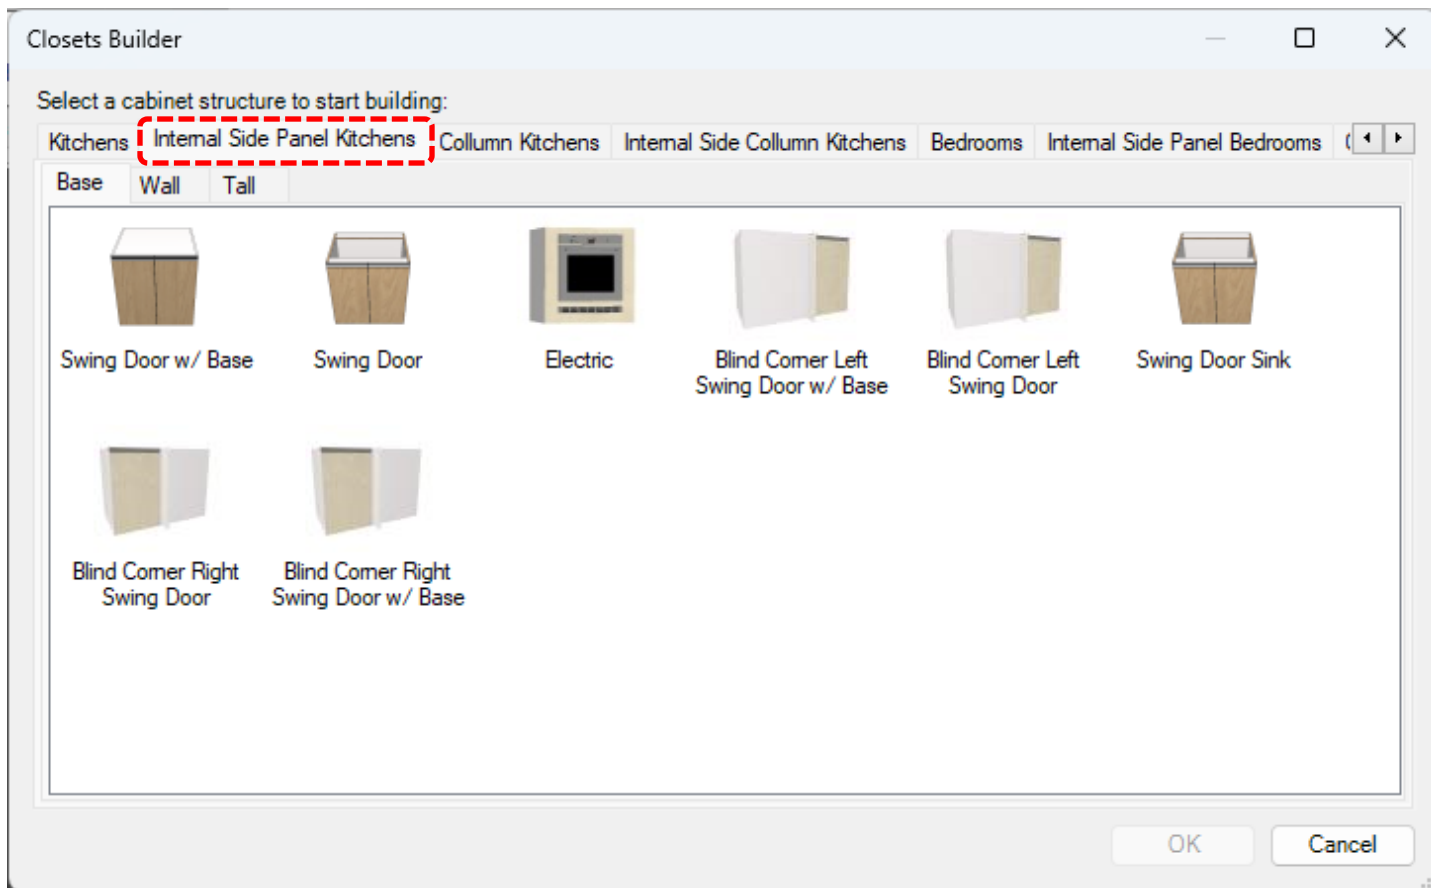 Closets Builder
Select a cabinet structure to start building:
Kitchens Internal Side Panel Kitchens Collumn Kitchens Internal Side Collumn Kitchens Bedrooms Internal Side Panel Bedrooms
Base Wall Tall
Swing Door w/ Base Swing Door Electric Blind Corner Left Blind Corner Left Swing Door Sink
Swing Door w/ Base Swing Door
Blind Corner Right Blind Corner Right
Swing Door Swing Door w/ Base
OK Cancel